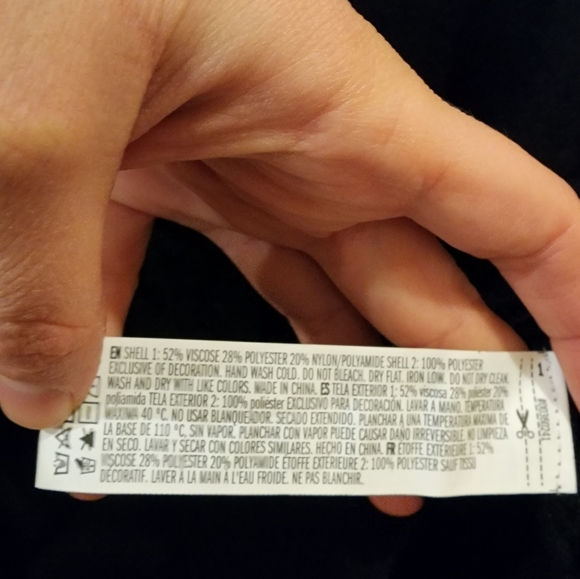 EN SHELL 1: 52% VISCOSE 28% POLYESTER 20% NYLON/POLYAMIDE SHELL 2: 100% POLYESTER
EXCLUSIVE OF DECORATION. HAND WASH COLD. DO NOT BLEACH. DRY FLAT. IRON LOW. DO NOT DRY CLEAN.
WASH AND DRY WITH LIKE COLORS. MADE IN CHINA. ES TELA EXTERIOR 1: 52% viscosa 28% poliéster 20%
poliamida TELA EXTERIOR 2: 100% poliéster EXCLUSIVO PARA DECORACIÓN. LAVAR A MANO. TEMPERATURA
MÁXIMA 40 °C. NO USAR BLANQUEADOR. SECADO EXTENDIDO. PLANCHAR A UNA TEMPERATURA MÁXIMA DE
LA BASE DE 110 °C, SIN VAPOR. PLANCHAR CON VAPOR PUEDE CAUSAR DAÑO IRREVERSIBLE. NO LIMPIEZA
EN SECO. LAVAR Y SECAR CON COLORES SIMILARES. HECHO EN CHINA. FR ÉTOFFE EXTÉRIEURE 1: 52%
VISCOSE 28% POLYESTER 20% POLYAMIDE ÉTOFFE EXTÉRIEURE 2: 100% POLYESTER SAUF TISSU
DÉCORATIF. LAVER À LA MAIN À L'EAU FROIDE. NE PAS BLANCHIR.
1